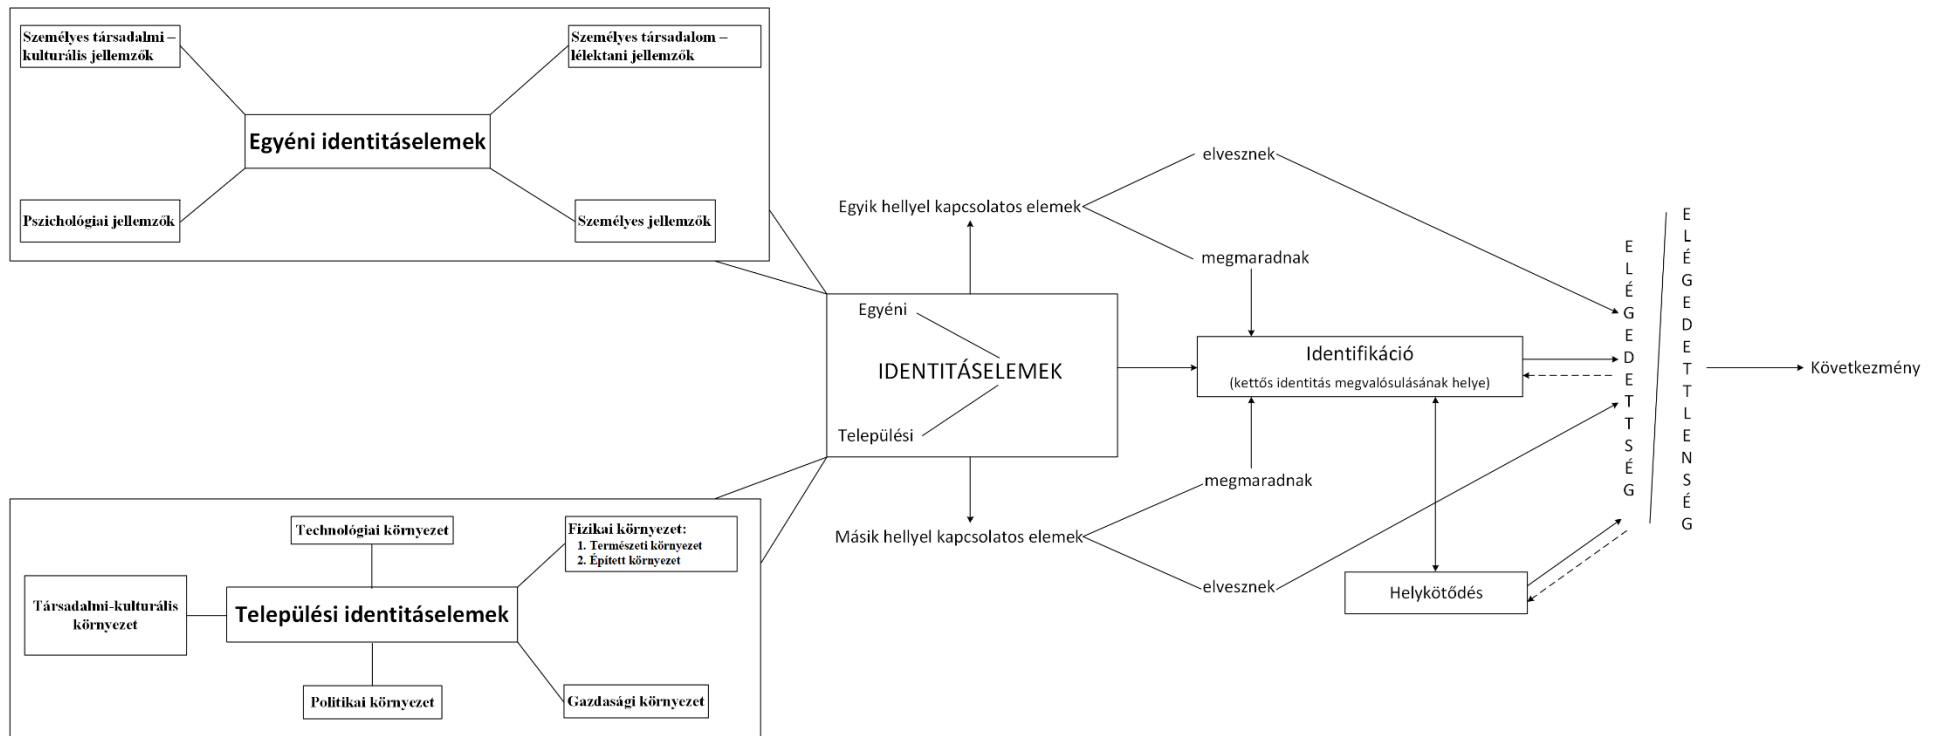 Személyes társadalmi –
kulturális jellemzők
Személyes társadalom –
lélektani jellemzők
Egyéni identitáselemek
Pszichológiai jellemzők
Személyes jellemzők
Technológiai környezet
Fizikai környezet:
1. Természeti környezet
2. Épített környezet
Társadalmi-kulturális
környezet
Települési identitáselemek
Politikai környezet
Gazdasági környezet
Egyéni
IDENTITÁSELEMEK
Települési
Egyik hellyel kapcsolatos elemek
elvesznek
megmaradnak
Identifikáció
(kettős identitás megvalósulásának helye)
megmaradnak
Másik hellyel kapcsolatos elemek
elvesznek
Helykötődés
ELÉGEDETTSÉG
ELÉGEDETTLENSÉG
Következmény